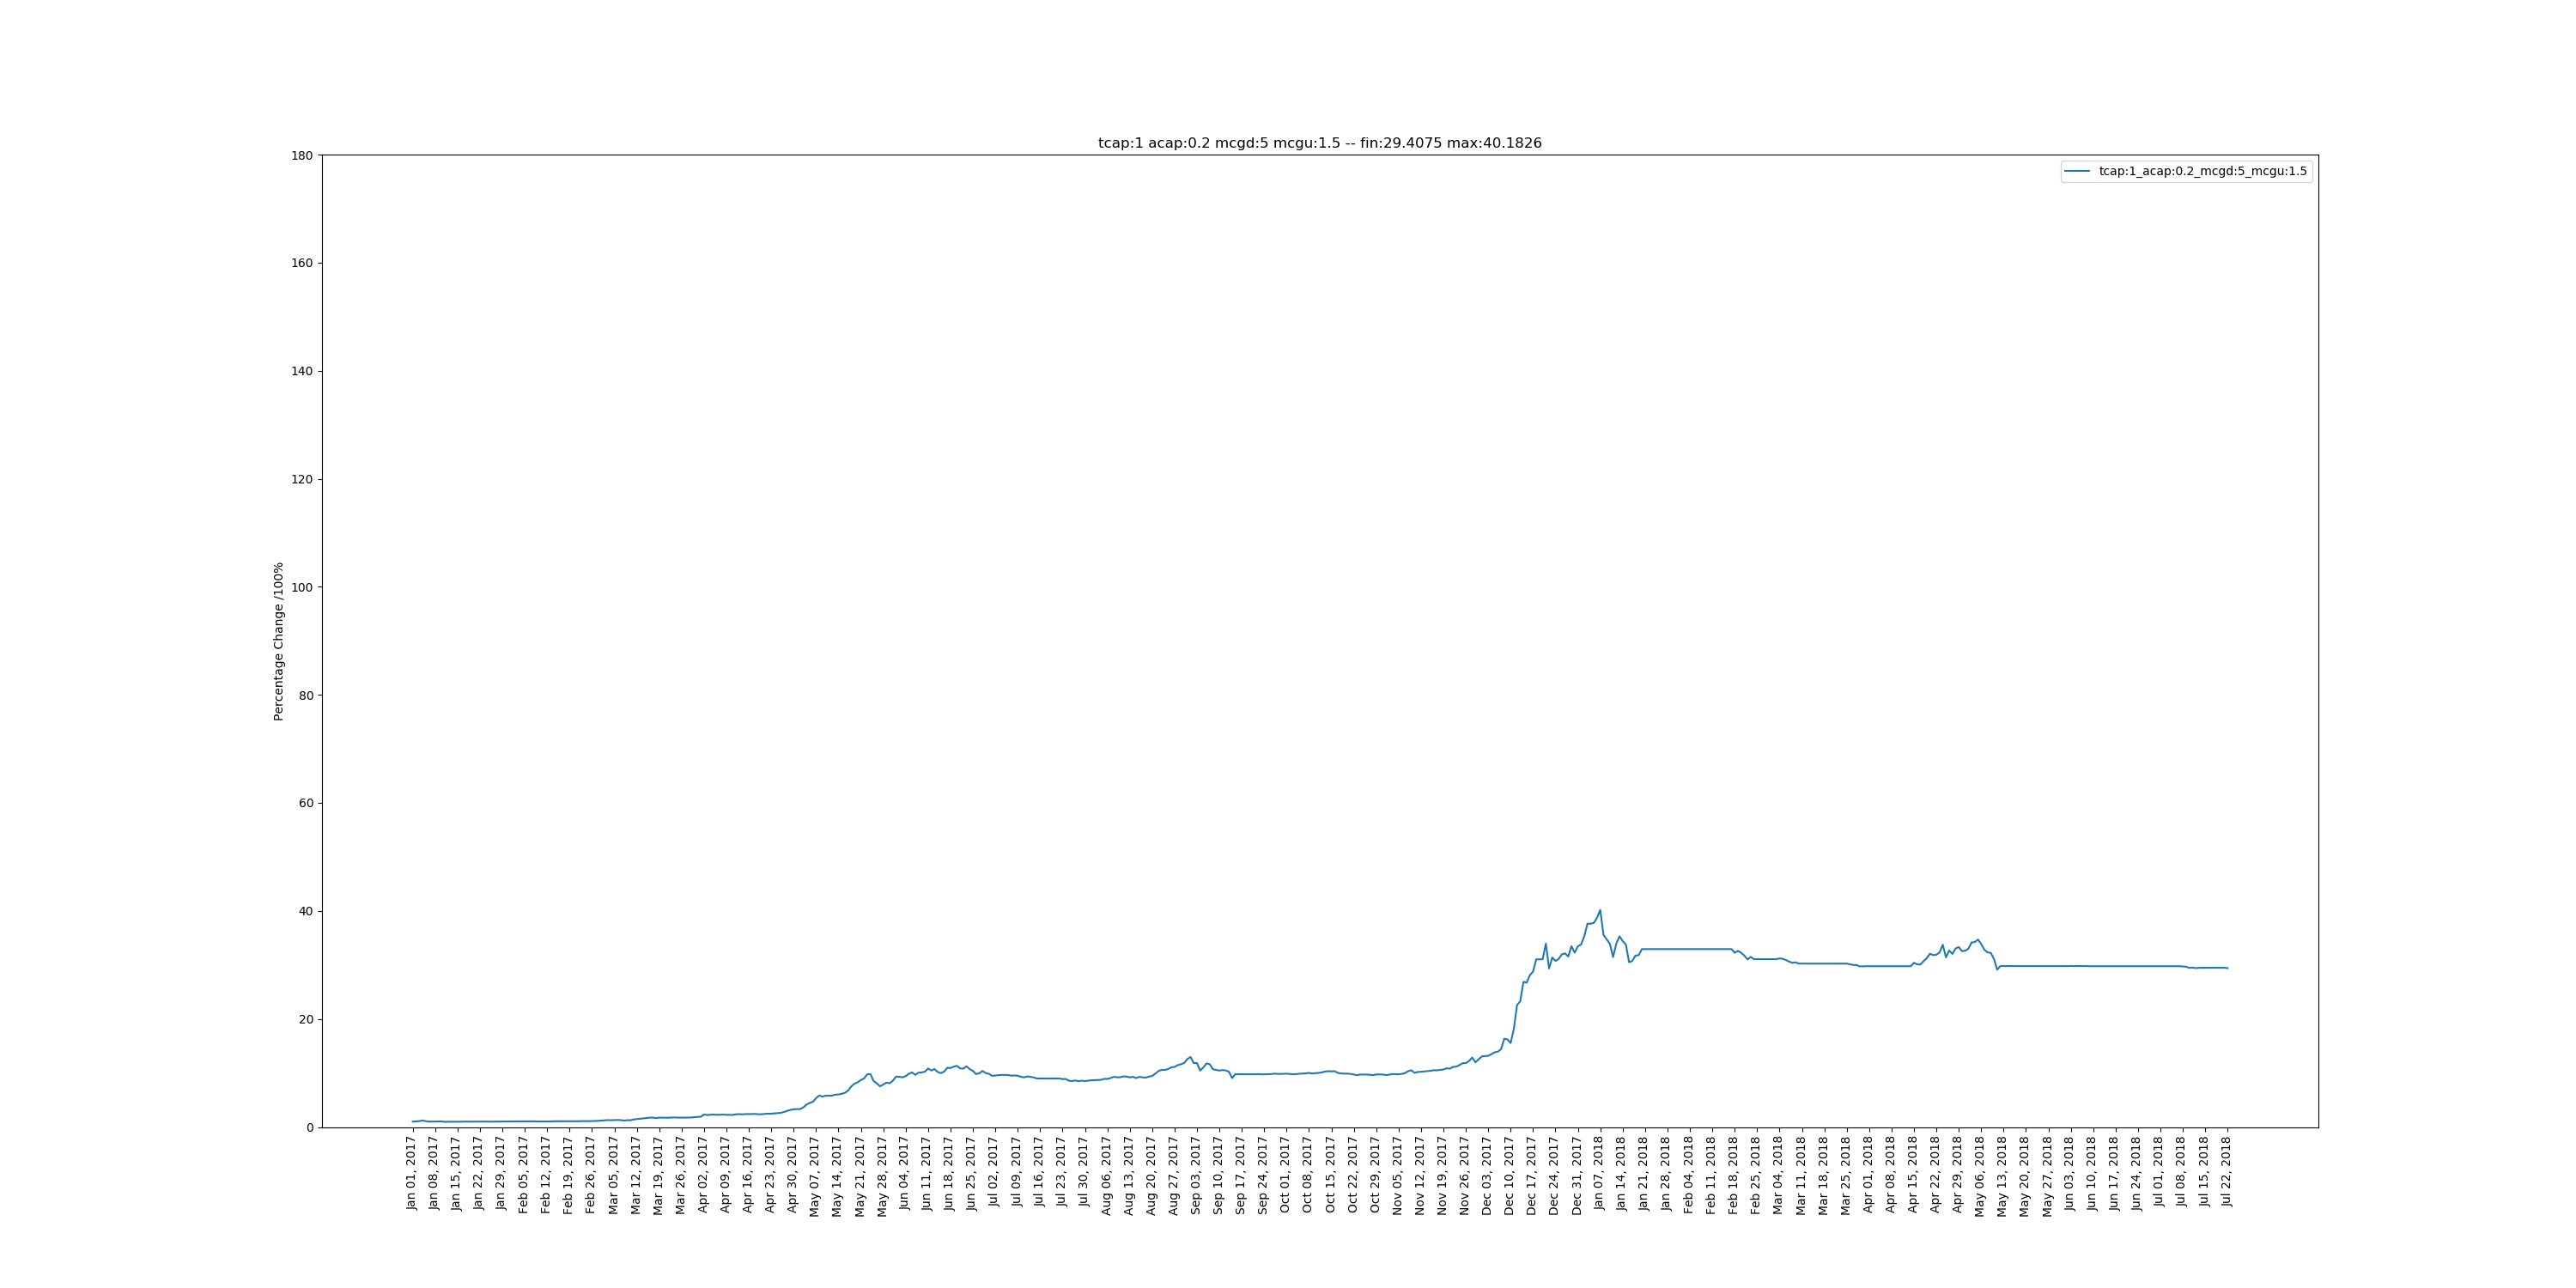 tcap:1 acap:0.2 mcgd:5 mcgu:1.5 -- fin:29.4075 max:40.1826
tcap:1_acap:0.2_mcgd:5_mcgu:1.5
Percentage Change /100%
180
160
140
120
100
80
60
40
20
0
Jan 01, 2017
Jan 08, 2017
Jan 15, 2017
Jan 22, 2017
Jan 29, 2017
Feb 05, 2017
Feb 12, 2017
Feb 19, 2017
Feb 26, 2017
Mar 05, 2017
Mar 12, 2017
Mar 19, 2017
Mar 26, 2017
Apr 02, 2017
Apr 09, 2017
Apr 16, 2017
Apr 23, 2017
Apr 30, 2017
May 07, 2017
May 14, 2017
May 21, 2017
May 28, 2017
Jun 04, 2017
Jun 11, 2017
Jun 18, 2017
Jun 25, 2017
Jul 02, 2017
Jul 09, 2017
Jul 16, 2017
Jul 23, 2017
Jul 30, 2017
Aug 06, 2017
Aug 13, 2017
Aug 20, 2017
Aug 27, 2017
Sep 03, 2017
Sep 10, 2017
Sep 17, 2017
Sep 24, 2017
Oct 01, 2017
Oct 08, 2017
Oct 15, 2017
Oct 22, 2017
Oct 29, 2017
Nov 05, 2017
Nov 12, 2017
Nov 19, 2017
Nov 26, 2017
Dec 03, 2017
Dec 10, 2017
Dec 17, 2017
Dec 24, 2017
Dec 31, 2017
Jan 07, 2018
Jan 14, 2018
Jan 21, 2018
Jan 28, 2018
Feb 04, 2018
Feb 11, 2018
Feb 18, 2018
Feb 25, 2018
Mar 04, 2018
Mar 11, 2018
Mar 18, 2018
Mar 25, 2018
Apr 01, 2018
Apr 08, 2018
Apr 15, 2018
Apr 22, 2018
Apr 29, 2018
May 06, 2018
May 13, 2018
May 20, 2018
May 27, 2018
Jun 03, 2018
Jun 10, 2018
Jun 17, 2018
Jun 24, 2018
Jul 01, 2018
Jul 08, 2018
Jul 15, 2018
Jul 22, 2018